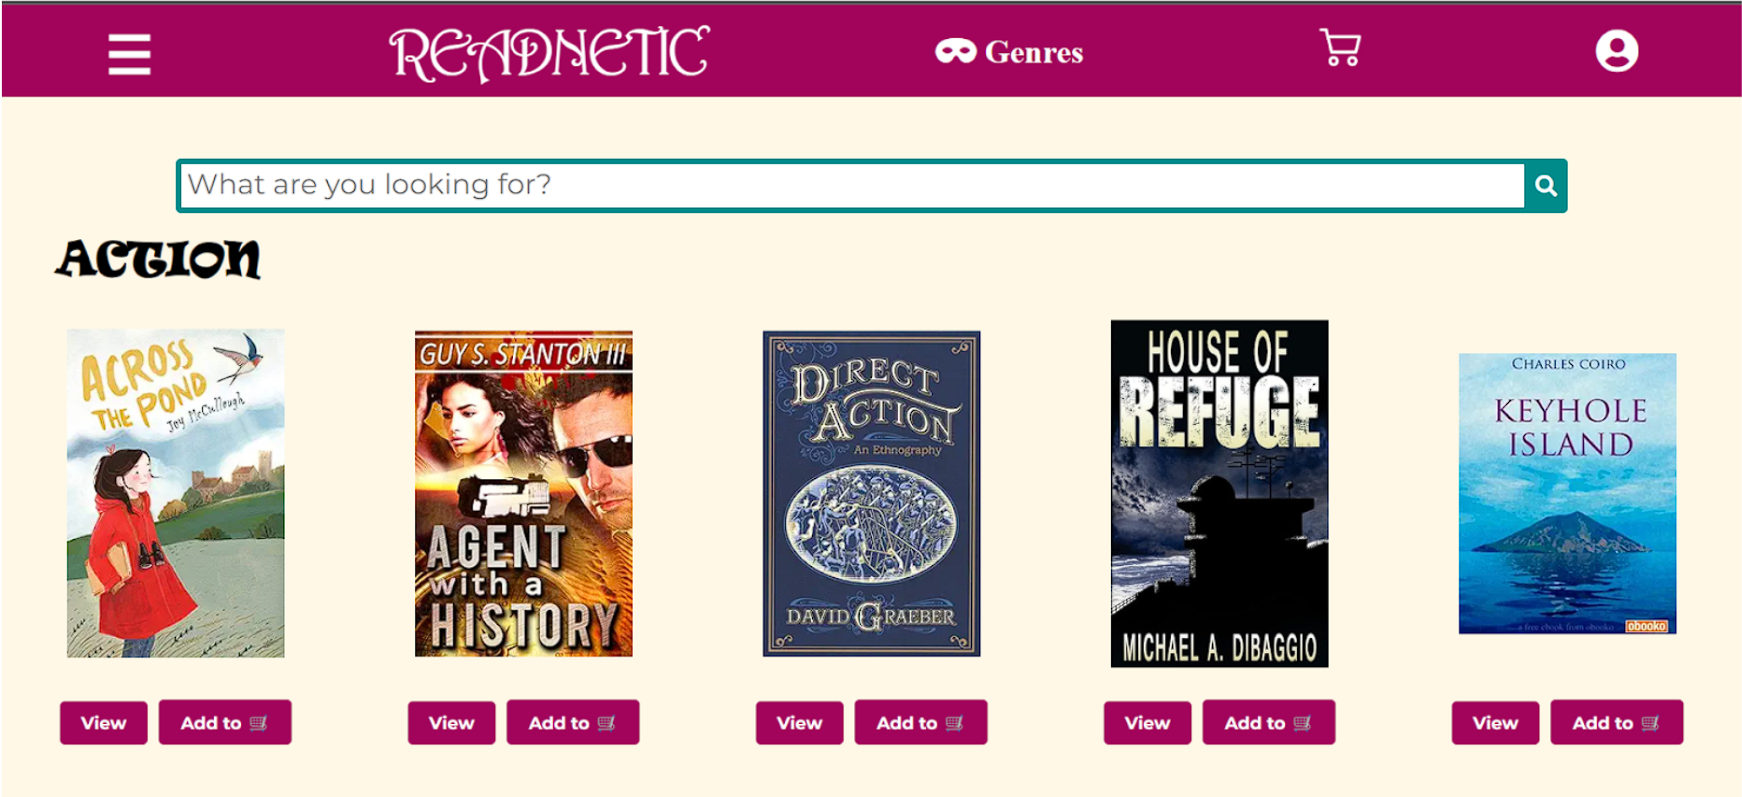 READNETIC
Genres
What are you looking for?
ACTION
ACROSS
THE POND
Joy McCullough
GUY S. STANTON III
AGENT
with a
HISTORY
DIRECT
ACTION
An Ethnography
DAVID GRAEBER
HOUSE OF
REFUGE
MICHAEL A. DIBAGGIO
CHARLES COIRO
KEYHOLE
ISLAND
a free ebook from obooko
obooko
View Add to
View Add to
View Add to
View Add to
View Add to